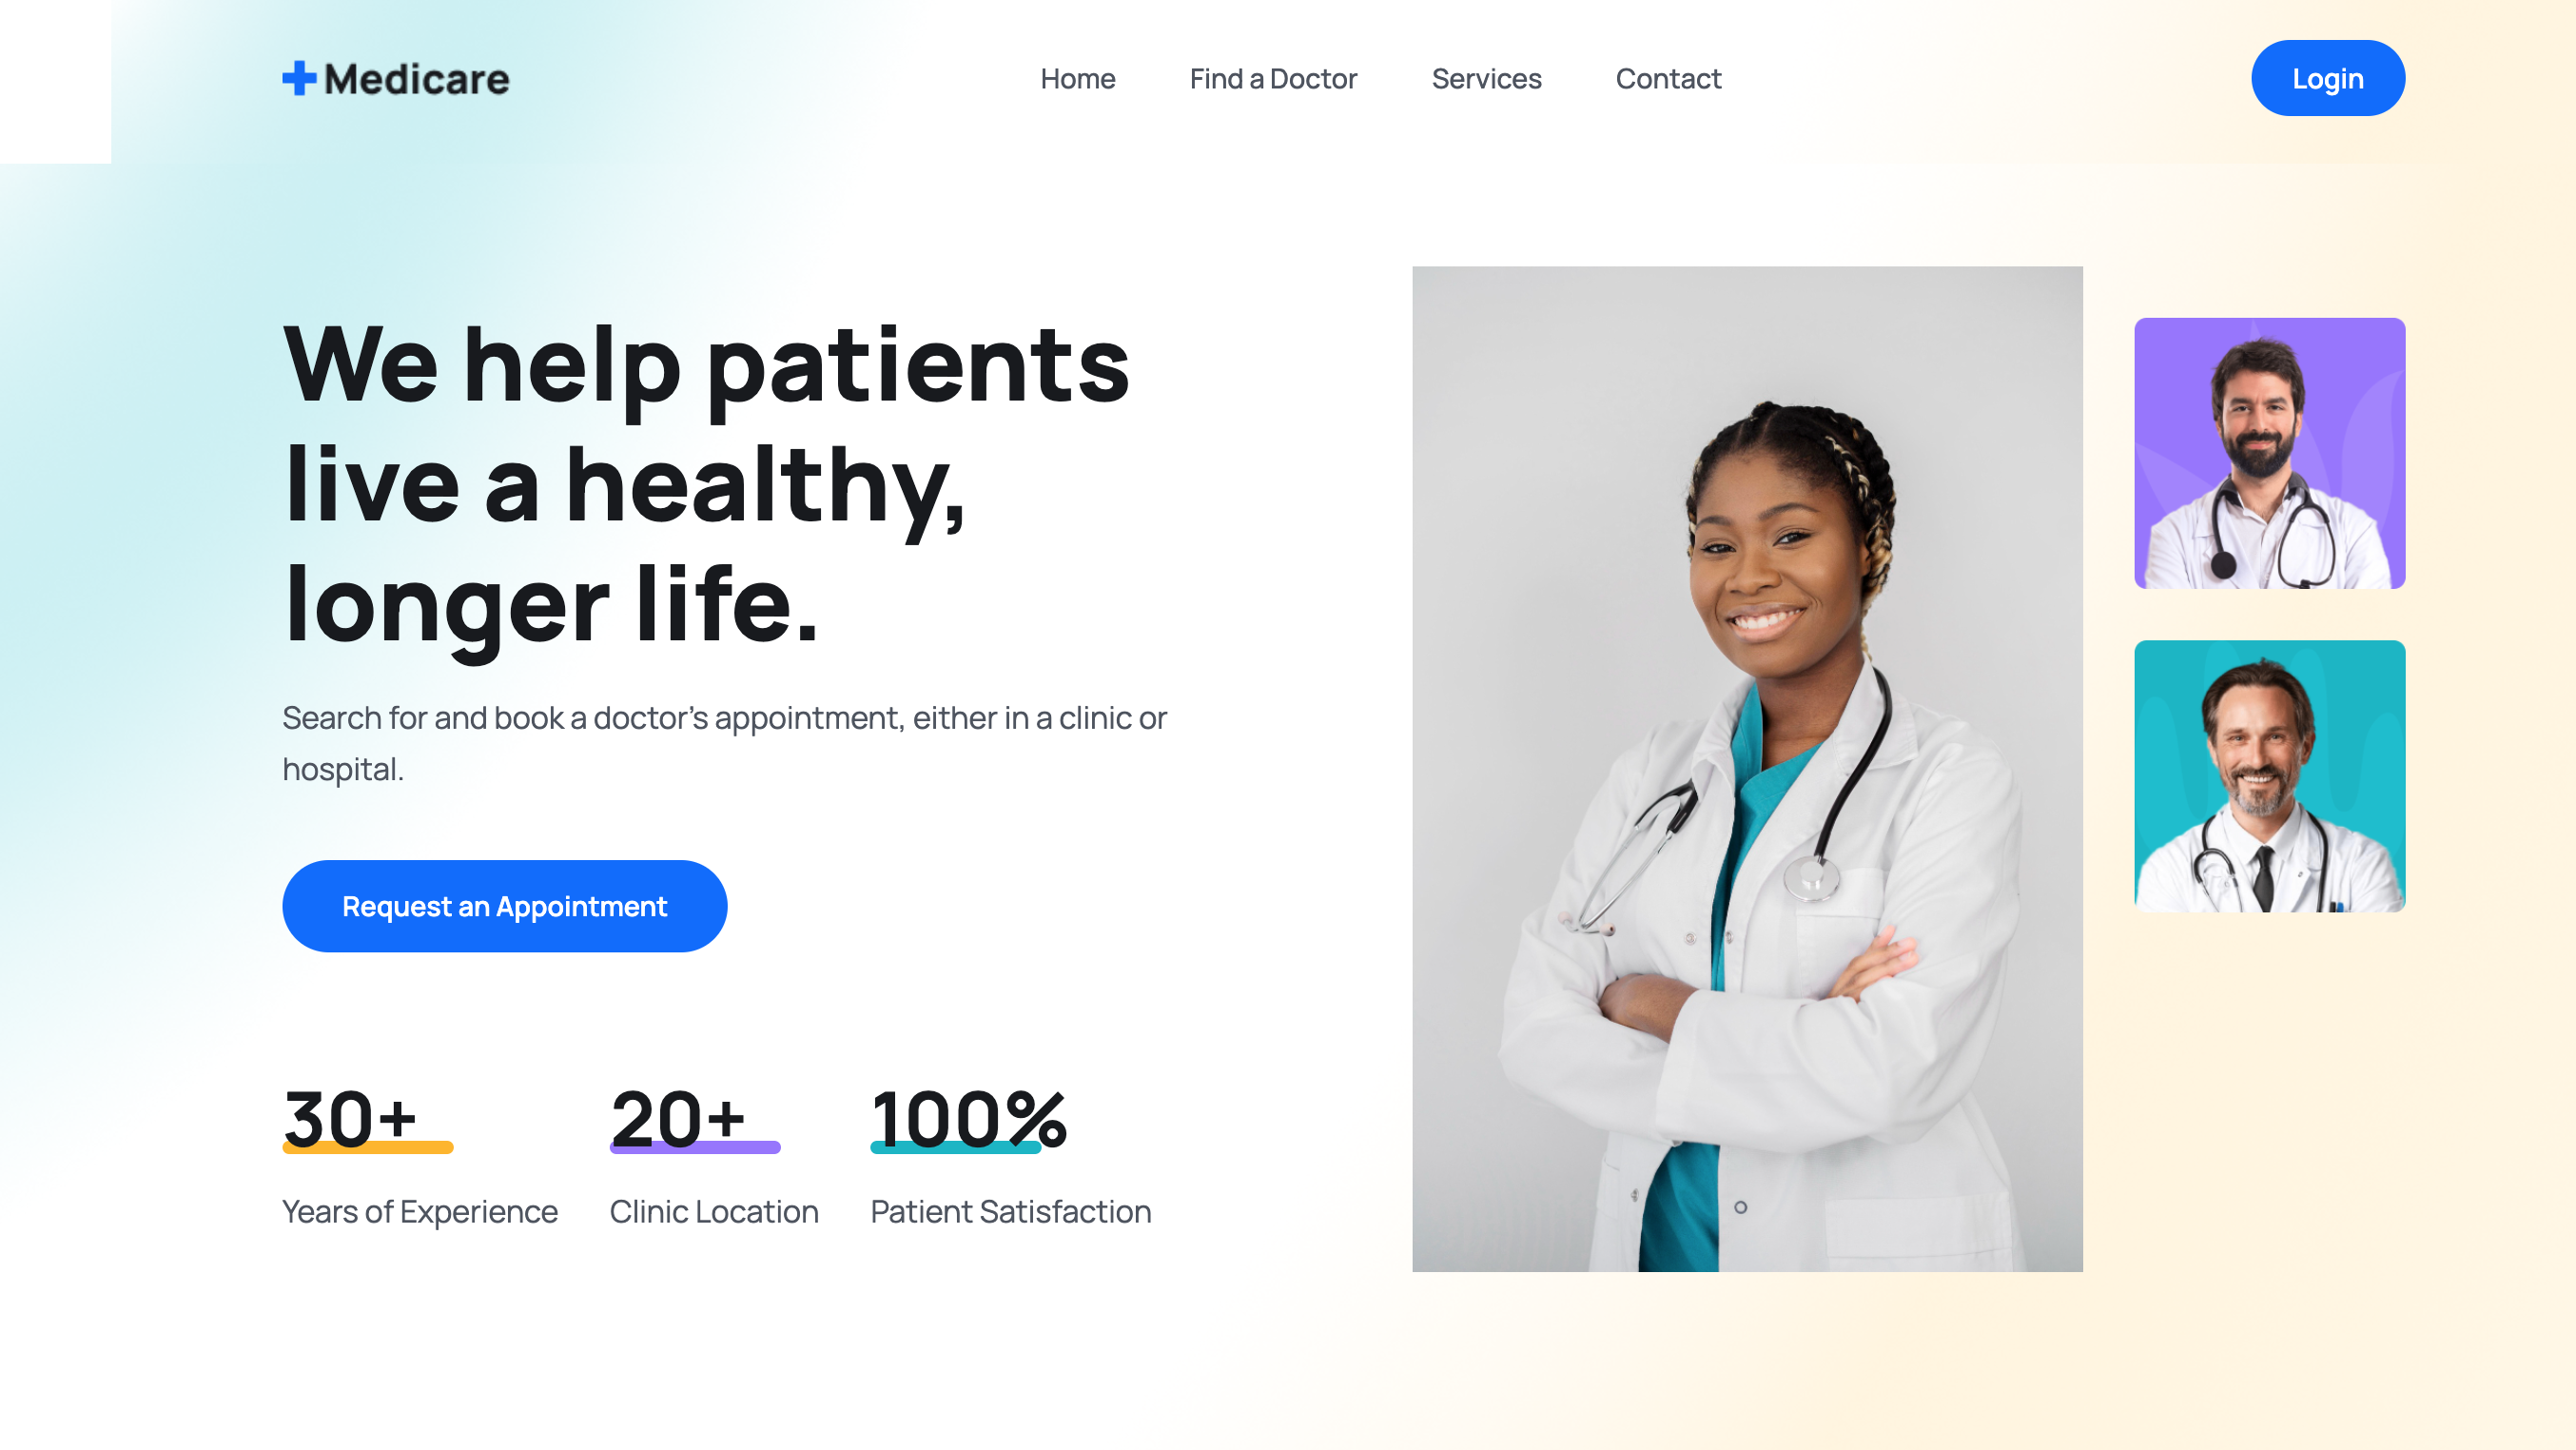 Medicare
Home
Find a Doctor
Services
Contact
Login
We help patients
live a healthy,
longer life.
Search for and book a doctor's appointment, either in a clinic or
hospital.
Request an Appointment
30+
Years of Experience
20+
Clinic Location
100%
Patient Satisfaction